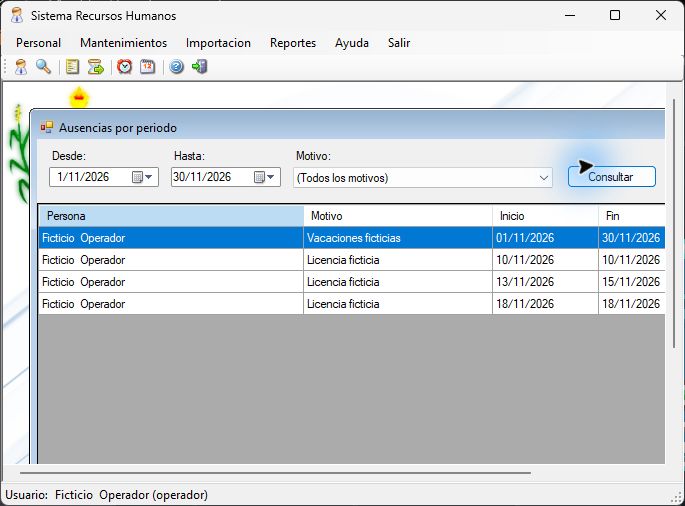 Sistema Recursos Humanos
Personal Mantenimientos Importacion Reportes Ayuda Salir
12
Ausencias por periodo
Desde: Hasta: Motivo:
1/11/2026 30/11/2026 (Todos los motivos) Consultar
Persona Motivo Inicio Fin
Ficticio Operador Vacaciones ficticias 01/11/2026 30/11/2026
Ficticio Operador Licencia ficticia 10/11/2026 10/11/2026
Ficticio Operador Licencia ficticia 13/11/2026 15/11/2026
Ficticio Operador Licencia ficticia 18/11/2026 18/11/2026
Usuario: Ficticio Operador (operador)